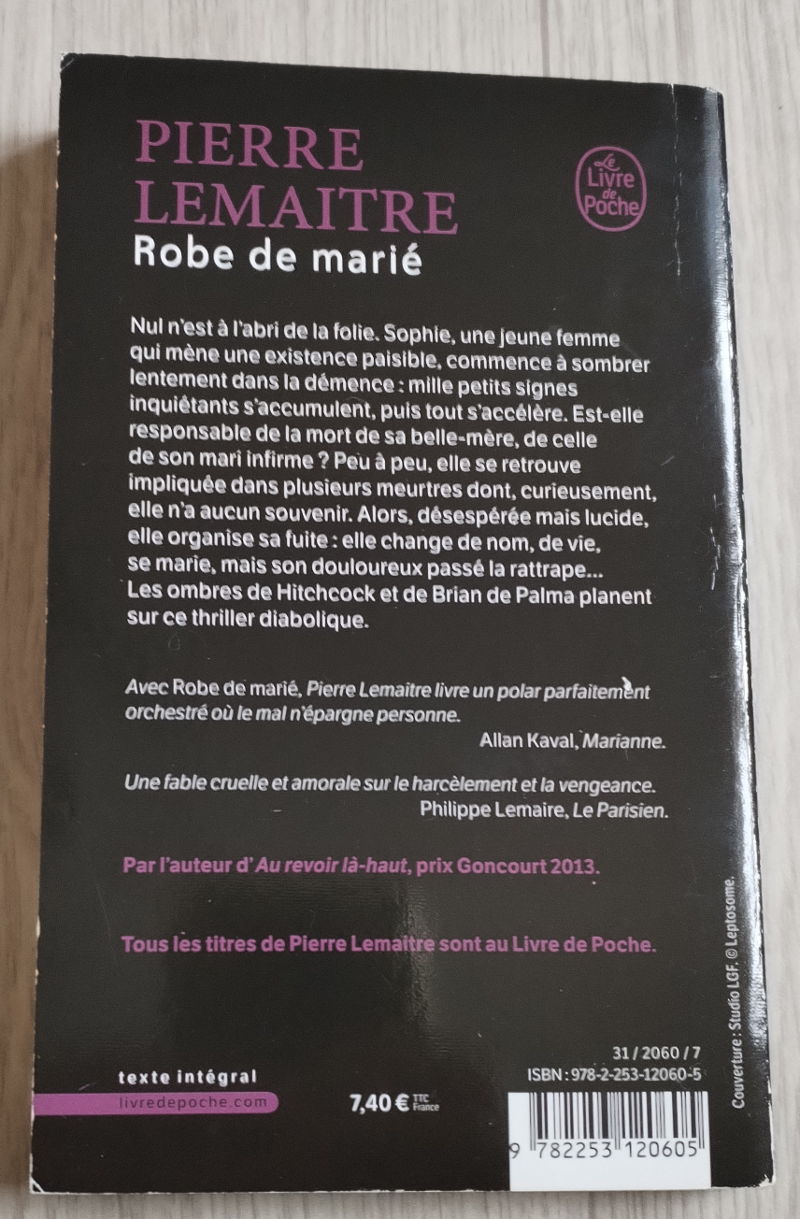 PIERRE
LEMAITRE
Robe de marié
Le
Livre
de
Poche
Nul n'est à l'abri de la folie. Sophie, une jeune femme
qui mène une existence paisible, commence à sombrer
lentement dans la démence : mille petits signes
inquiétants s'accumulent, puis tout s'accélère. Est-elle
responsable de la mort de sa belle-mère, de celle
de son mari infirme ? Peu à peu, elle se retrouve
impliquée dans plusieurs meurtres dont, curieusement,
elle n'a aucun souvenir. Alors, désespérée mais lucide,
elle organise sa fuite : elle change de nom, de vie,
se marie, mais son douloureux passé la rattrape...
Les ombres de Hitchcock et de Brian de Palma planent
sur ce thriller diabolique.
Avec Robe de marié, Pierre Lemaitre livre un polar parfaitement
orchestré où le mal n'épargne personne.
Allan Kaval, Marianne.
Une fable cruelle et amorale sur le harcèlement et la vengeance.
Philippe Lemaire, Le Parisien.
Par l'auteur d'Au revoir là-haut, prix Goncourt 2013.
Tous les titres de Pierre Lemaitre sont au Livre de Poche.
texte intégral
livredepoche.com
7,40 € TTC
France
31 / 2060 / 7
ISBN : 978-2-253-12060-5
9 782253 120605
Couverture : Studio LGF. © Leptosome.